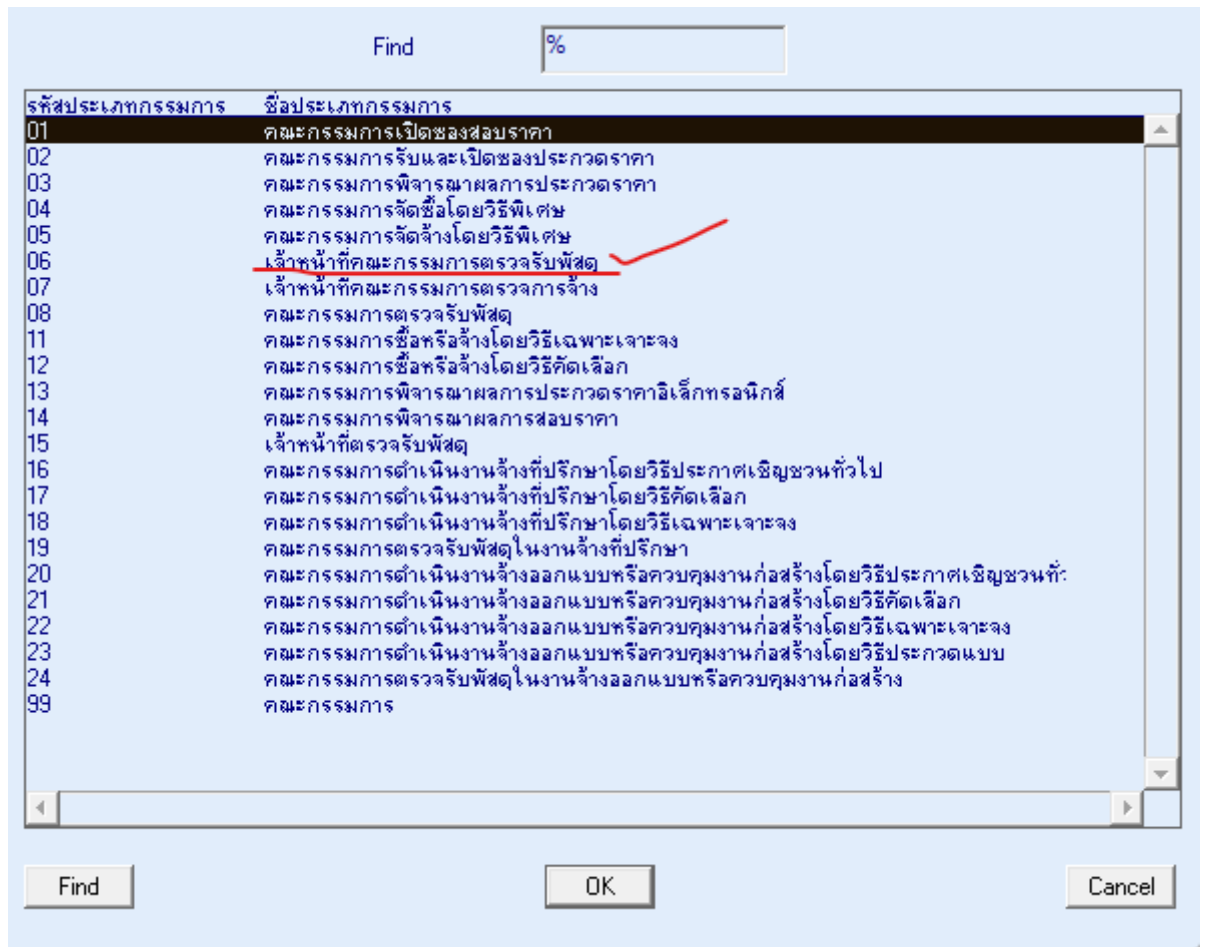 Find %
รหัสประเภทกรรมการ ชื่อประเภทกรรมการ
01 คณะกรรมการเปิดซองสอบราคา
02 คณะกรรมการรับและเปิดซองประกวดราคา
03 คณะกรรมการพิจารณาผลการประกวดราคา
04 คณะกรรมการจัดซื้อโดยวิธีพิเศษ
05 คณะกรรมการจัดจ้างโดยวิธีพิเศษ
06 เจ้าหน้าที่คณะกรรมการตรวจรับพัสดุ
07 เจ้าหน้าที่คณะกรรมการตรวจการจ้าง
08 คณะกรรมการตรวจรับพัสดุ
11 คณะกรรมการซื้อหรือจ้างโดยวิธีเฉพาะเจาะจง
12 คณะกรรมการซื้อหรือจ้างโดยวิธีคัดเลือก
13 คณะกรรมการพิจารณาผลการประกวดราคาอิเล็กทรอนิกส์
14 คณะกรรมการพิจารณาผลการสอบราคา
15 เจ้าหน้าที่ตรวจรับพัสดุ
16 คณะกรรมการดำเนินงานจ้างที่ปรึกษาโดยวิธีประกาศเชิญชวนทั่วไป
17 คณะกรรมการดำเนินงานจ้างที่ปรึกษาโดยวิธีคัดเลือก
18 คณะกรรมการดำเนินงานจ้างที่ปรึกษาโดยวิธีเฉพาะเจาะจง
19 คณะกรรมการตรวจรับพัสดุในงานจ้างที่ปรึกษา
20 คณะกรรมการดำเนินงานจ้างออกแบบหรือควบคุมงานก่อสร้างโดยวิธีประกาศเชิญชวนทั่
21 คณะกรรมการดำเนินงานจ้างออกแบบหรือควบคุมงานก่อสร้างโดยวิธีคัดเลือก
22 คณะกรรมการดำเนินงานจ้างออกแบบหรือควบคุมงานก่อสร้างโดยวิธีเฉพาะเจาะจง
23 คณะกรรมการดำเนินงานจ้างออกแบบหรือควบคุมงานก่อสร้างโดยวิธีประกวดแบบ
24 คณะกรรมการตรวจรับพัสดุในงานจ้างออกแบบหรือควบคุมงานก่อสร้าง
99 คณะกรรมการ
Find OK Cancel